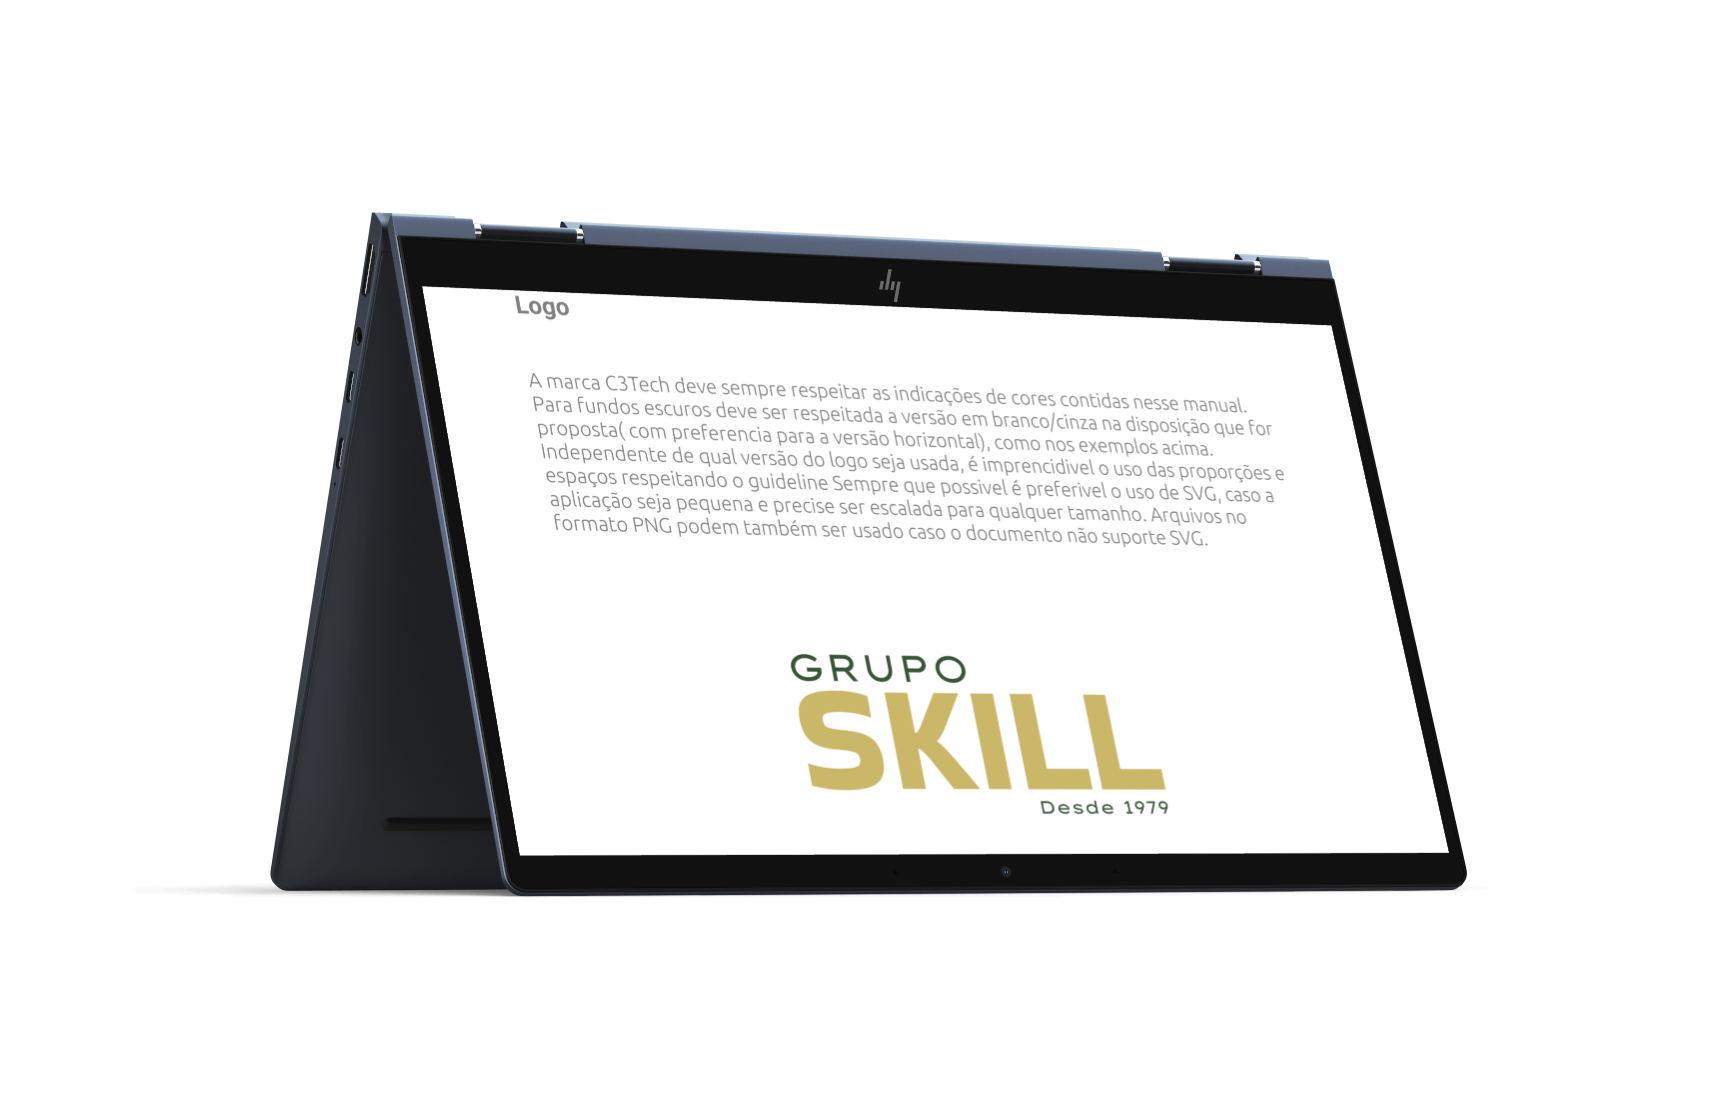 hp
Logo
A marca C3Tech deve sempre respeitar as indicações de cores contidas nesse manual.
Para fundos escuros deve ser respeitada a versão em branco/cinza na disposição que for
proposta( com preferencia para a versão horizontal), como nos exemplos acima.
Independente de qual versão do logo seja usada, é imprencidivel o uso das proporções e
espaços respeitando o guideline Sempre que possivel é preferivel o uso de SVG, caso a
aplicação seja pequena e precise ser escalada para qualquer tamanho. Arquivos no
formato PNG podem também ser usado caso o documento não suporte SVG.
GRUPO
SKILL
Desde 1979